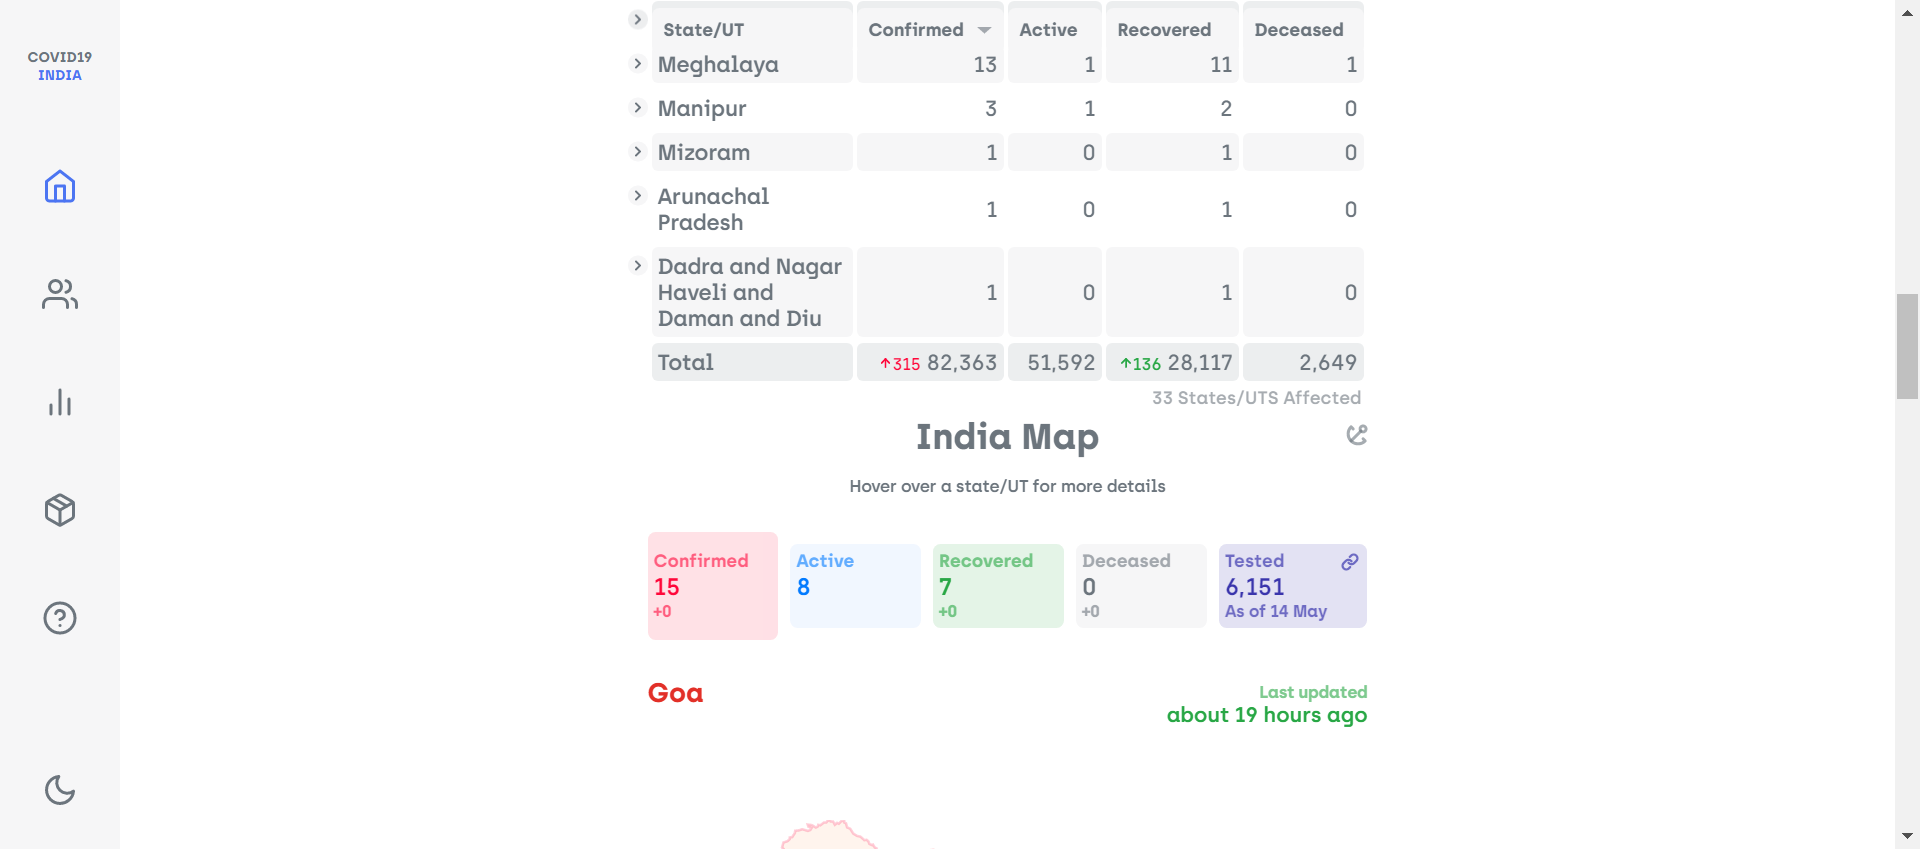 COVID19
INDIA
State/UT Confirmed Active Recovered Deceased
Meghalaya 13 1 11 1
Manipur 3 1 2 0
Mizoram 1 0 1 0
Arunachal
Pradesh 1 0 1 0
Dadra and Nagar
Haveli and 1 0 1 0
Daman and Diu
Total ↑315 82,363 51,592 ↑136 28,117 2,649
33 States/UTS Affected
India Map
Hover over a state/UT for more details
Confirmed Active Recovered Deceased Tested
15 8 7 0 6,151
+0 +0 +0 As of 14 May
Goa Last updated
about 19 hours ago